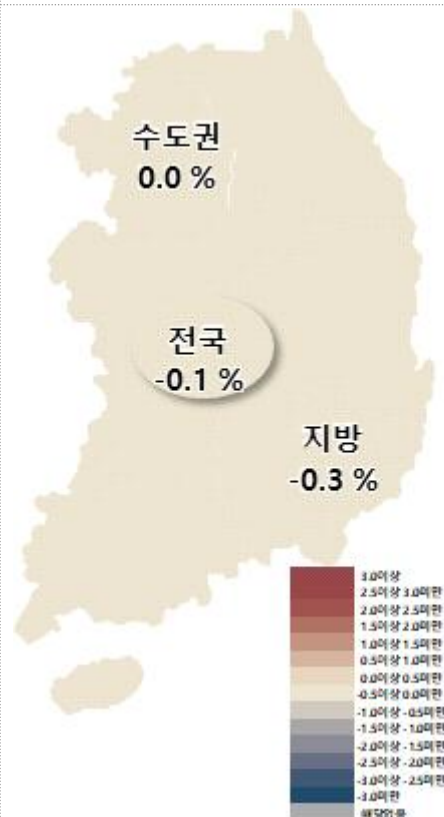 수도권
0.0 %
전국
-0.1 %
지방
-0.3 %
3.0이상
2.5이상 3.0미만
2.0이상 2.5미만
1.5이상 2.0미만
1.0이상 1.5미만
0.5이상 1.0미만
0.0이상 0.5미만
-0.5이상 0.0미만
-1.0이상 -0.5미만
-1.5이상 -1.0미만
-2.0이상 -1.5미만
-2.5이상 -2.0미만
-3.0이상 -2.5미만
-3.0미만
해당없음